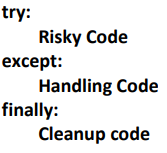 try:
Risky Code
except:
Handling Code
finally:
Cleanup code